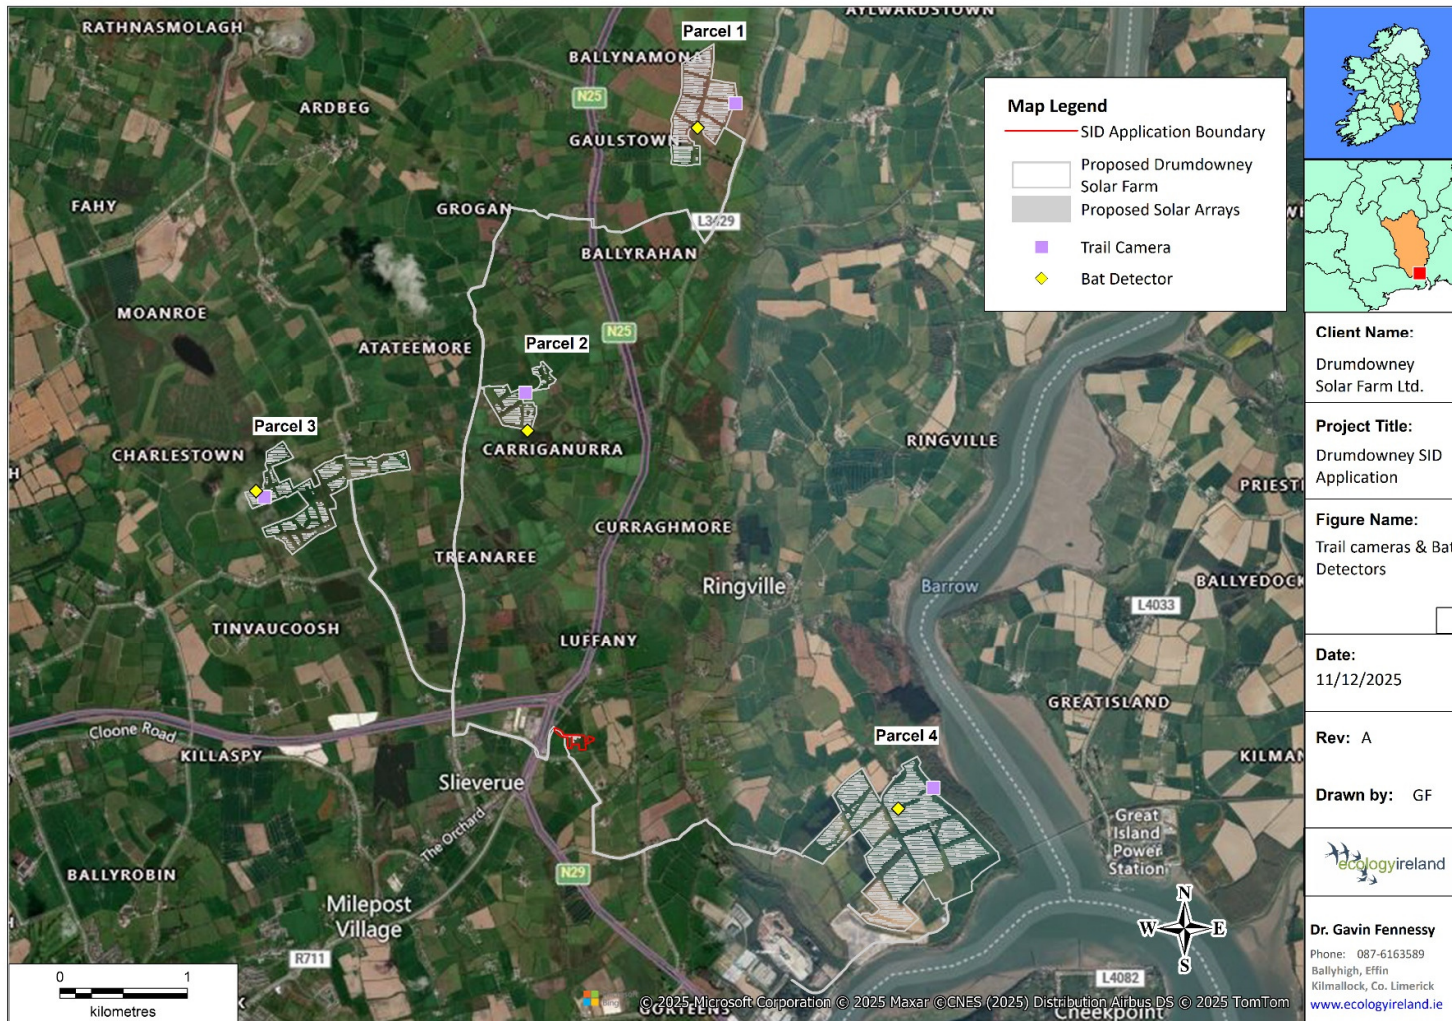 RATHNASMOLAGH
AYLWARDSTOWN
Parcel 1
BALLYNAMONA
N25
ARDBEG
GAULSTOWN
FAHY
GROGAN
L3429
BALLYRAHAN
MOANROE
N25
ATATEEMORE
Parcel 2
Parcel 3
CHARLESTOWN
CARRIGANURRA
RINGVILLE
PRIEST
CURRAGHMORE
TREANAREE
Ringville
Barrow
BALLYEDOCK
L4033
TINVAUCOOSH
LUFFANY
GREATISLAND
Cloone Road
KILLASPY
Parcel 4
KILMAN
Slieverue
The Orchard
Great
Island
Power
Station
BALLYROBIN
N29
Milepost
Village
R711
L4082
GORTEENS
Cheekpoint
N
W E
S
0 1
kilometres
© 2025 Microsoft Corporation © 2025 Maxar ©CNES (2025) Distribution Airbus DS © 2025 TomTom
Map Legend
SID Application Boundary
Proposed Drumdowney
Solar Farm
Proposed Solar Arrays
Trail Camera
Bat Detector
Client Name:
Drumdowney
Solar Farm Ltd.
Project Title:
Drumdowney SID
Application
Figure Name:
Trail cameras & Bat
Detectors
Date:
11/12/2025
Rev: A
Drawn by: GF
ecologyireland
Dr. Gavin Fennessy
Phone: 087-6163589
Ballyhigh, Effin
Kilmallock, Co. Limerick
www.ecologyireland.ie